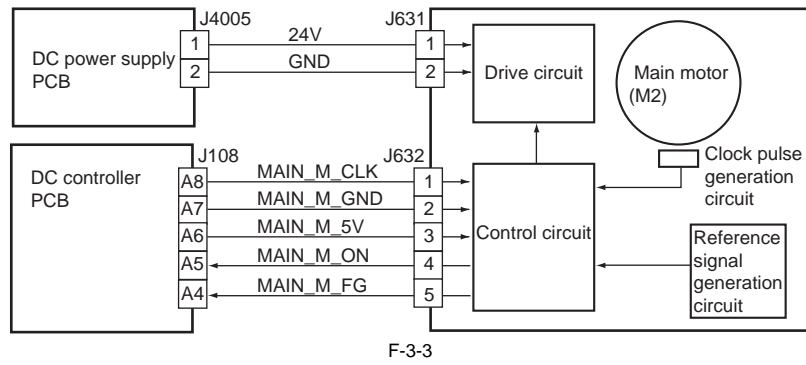 J4005
J631
DC power supply
PCB
1
24V
1
2
GND
2
Drive circuit
Main motor
(M2)
J108
J632
DC controller
PCB
A8
MAIN_M_CLK
1
A7
MAIN_M_GND
2
A6
MAIN_M_5V
3
A5
MAIN_M_ON
4
A4
MAIN_M_FG
5
Control circuit
Clock pulse
generation
circuit
Reference
signal
generation
circuit
F-3-3